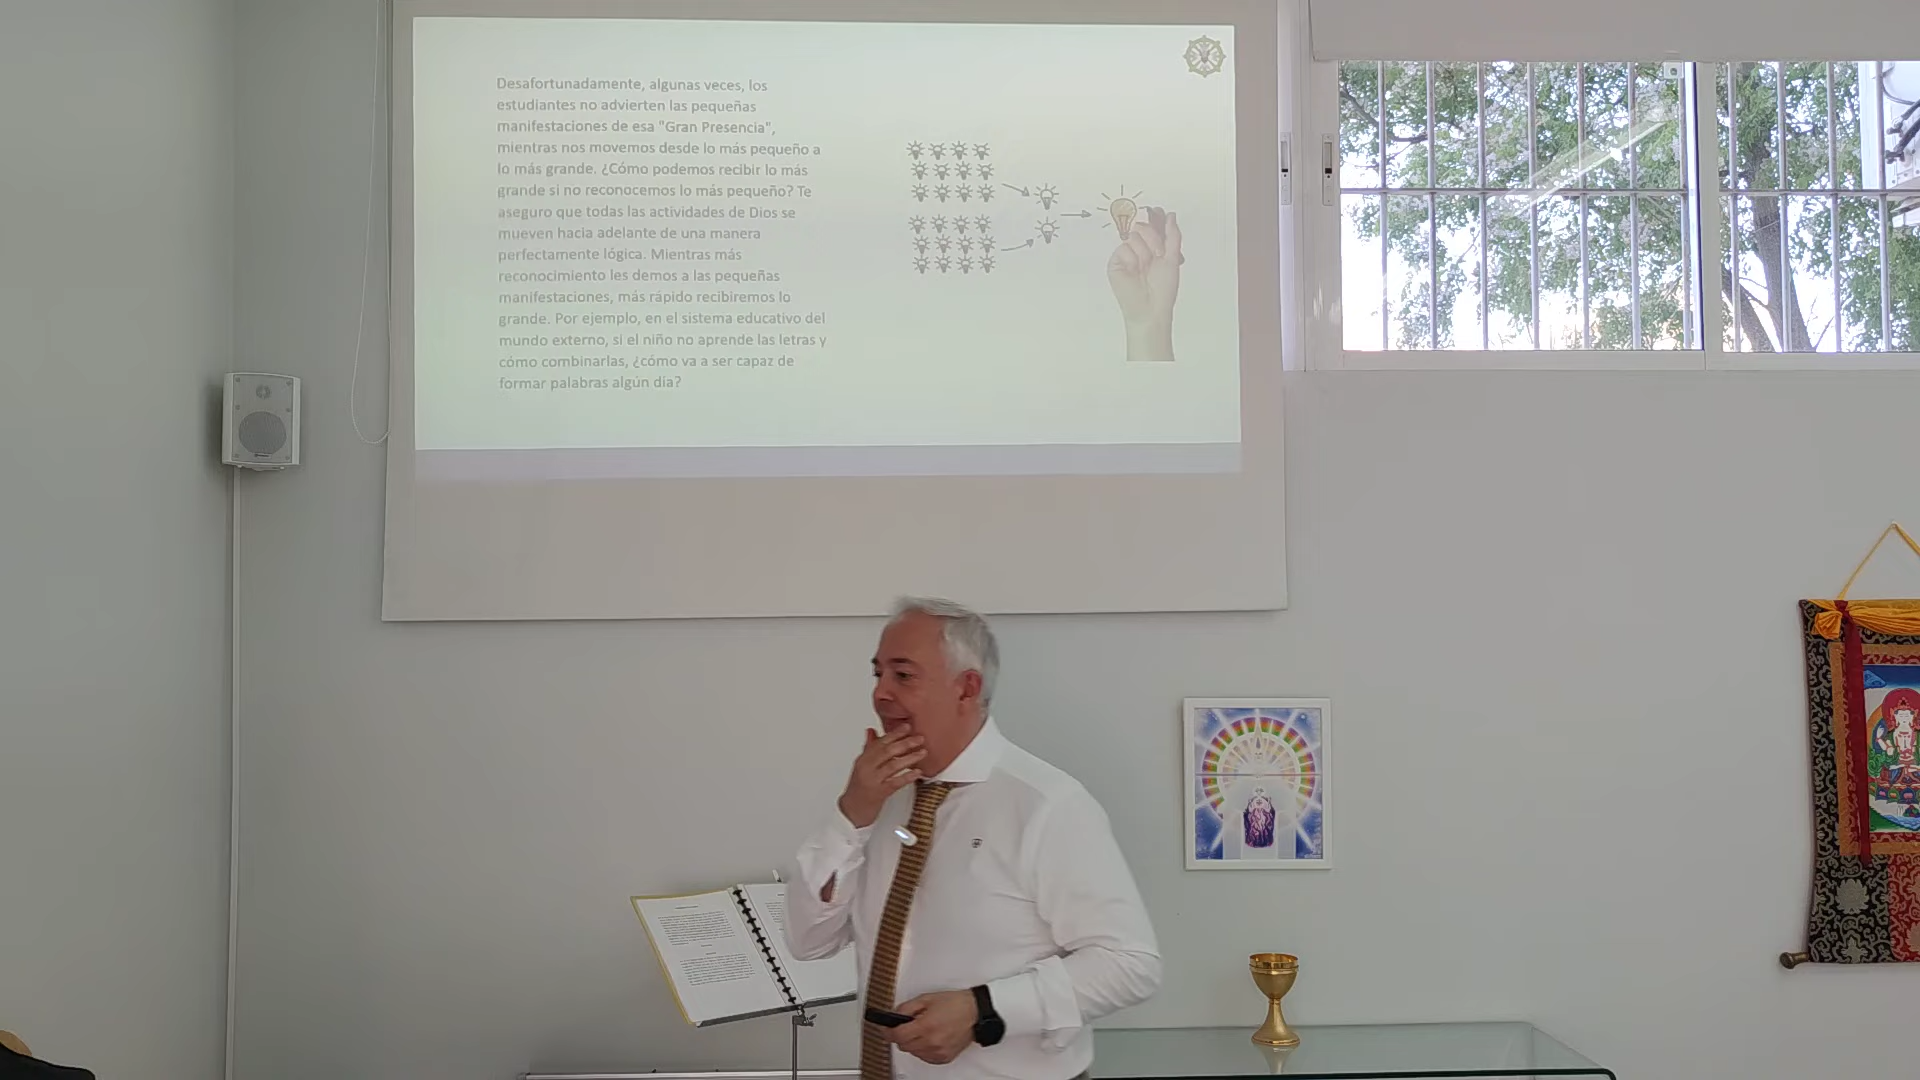 Desafortunadamente, algunas veces, los
estudiantes no advierten las pequeñas
manifestaciones de esa "Gran Presencia",
mientras nos movemos desde lo más pequeño a
lo más grande. ¿Cómo podemos recibir lo más
grande si no reconocemos lo más pequeño? Te
aseguro que todas las actividades de Dios se
mueven hacia adelante de una manera
perfectamente lógica. Mientras más
reconocimiento les demos a las pequeñas
manifestaciones, más rápido recibiremos lo
grande. Por ejemplo, en el sistema educativo del
mundo externo, si el niño no aprende las letras y
cómo combinarlas, ¿cómo va a ser capaz de
formar palabras algún día?